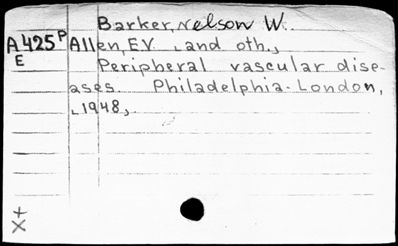 Barker, Nelson W.
A425P Allen, E.V. and oth.,
E Peripheral vascular dise-
ases. Philadelphia-London,
1948,
+
X